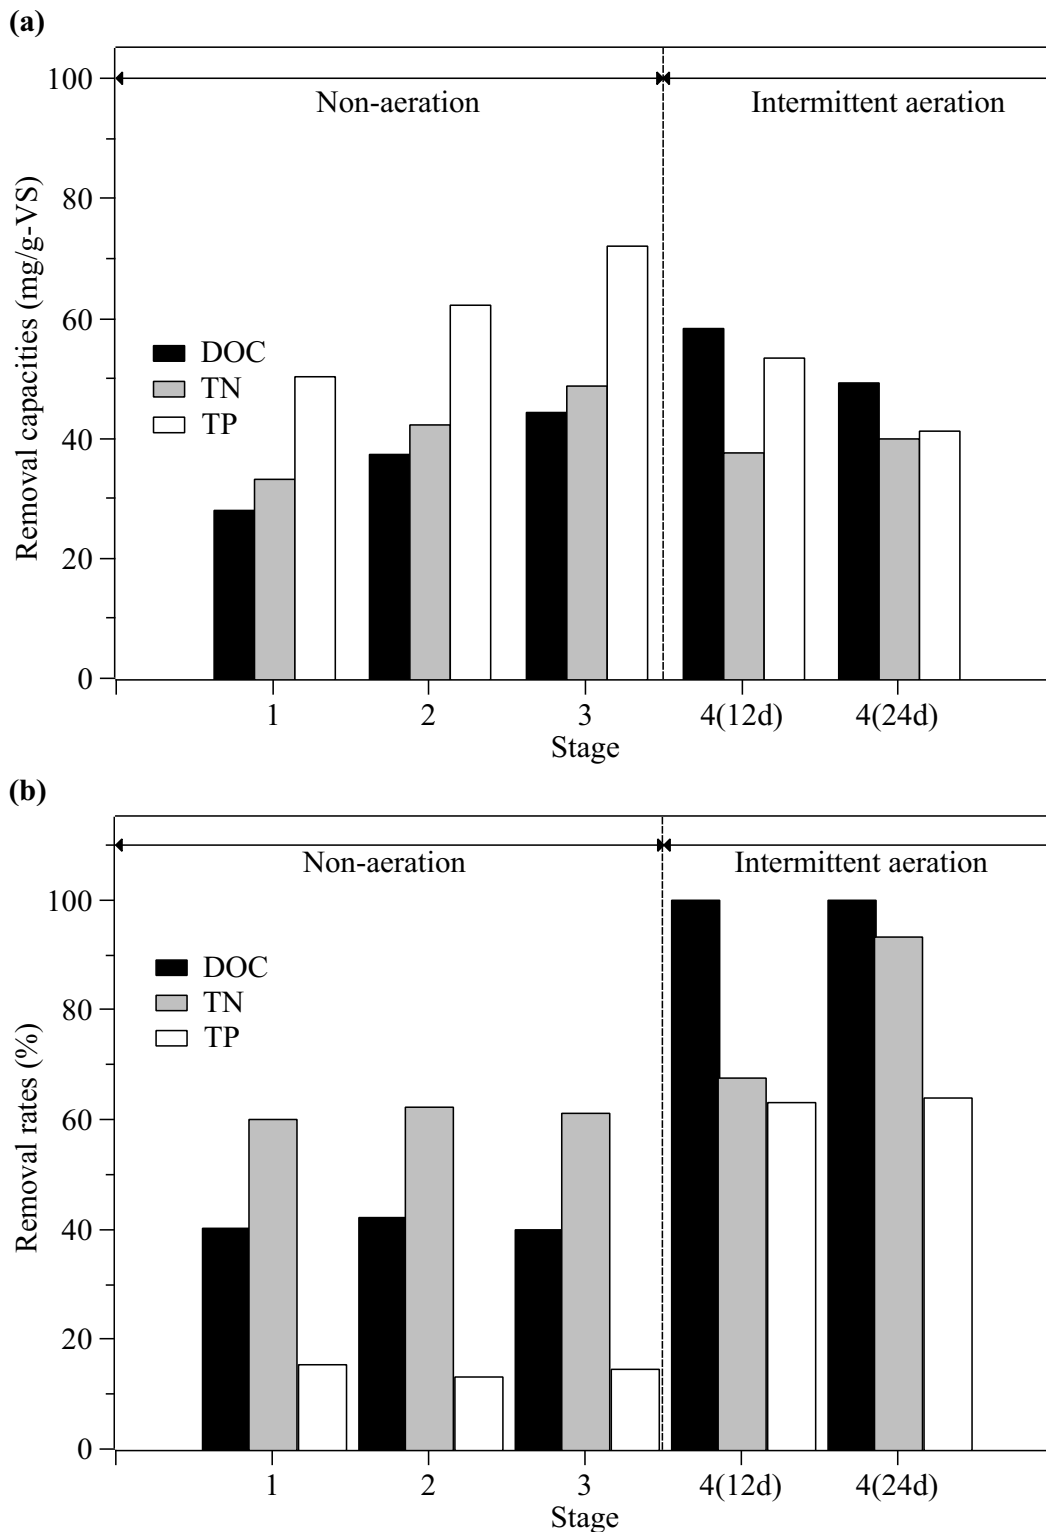 (a)
100
Non-aeration
Intermittent aeration
80
60
DOC
TN
TP
40
20
0
Removal capacities (mg/g-VS)
1
2
3
4(12d)
4(24d)
Stage
(b)
Non-aeration
Intermittent aeration
100
DOC
TN
TP
80
60
40
20
0
Removal rates (%)
1
2
3
4(12d)
4(24d)
Stage